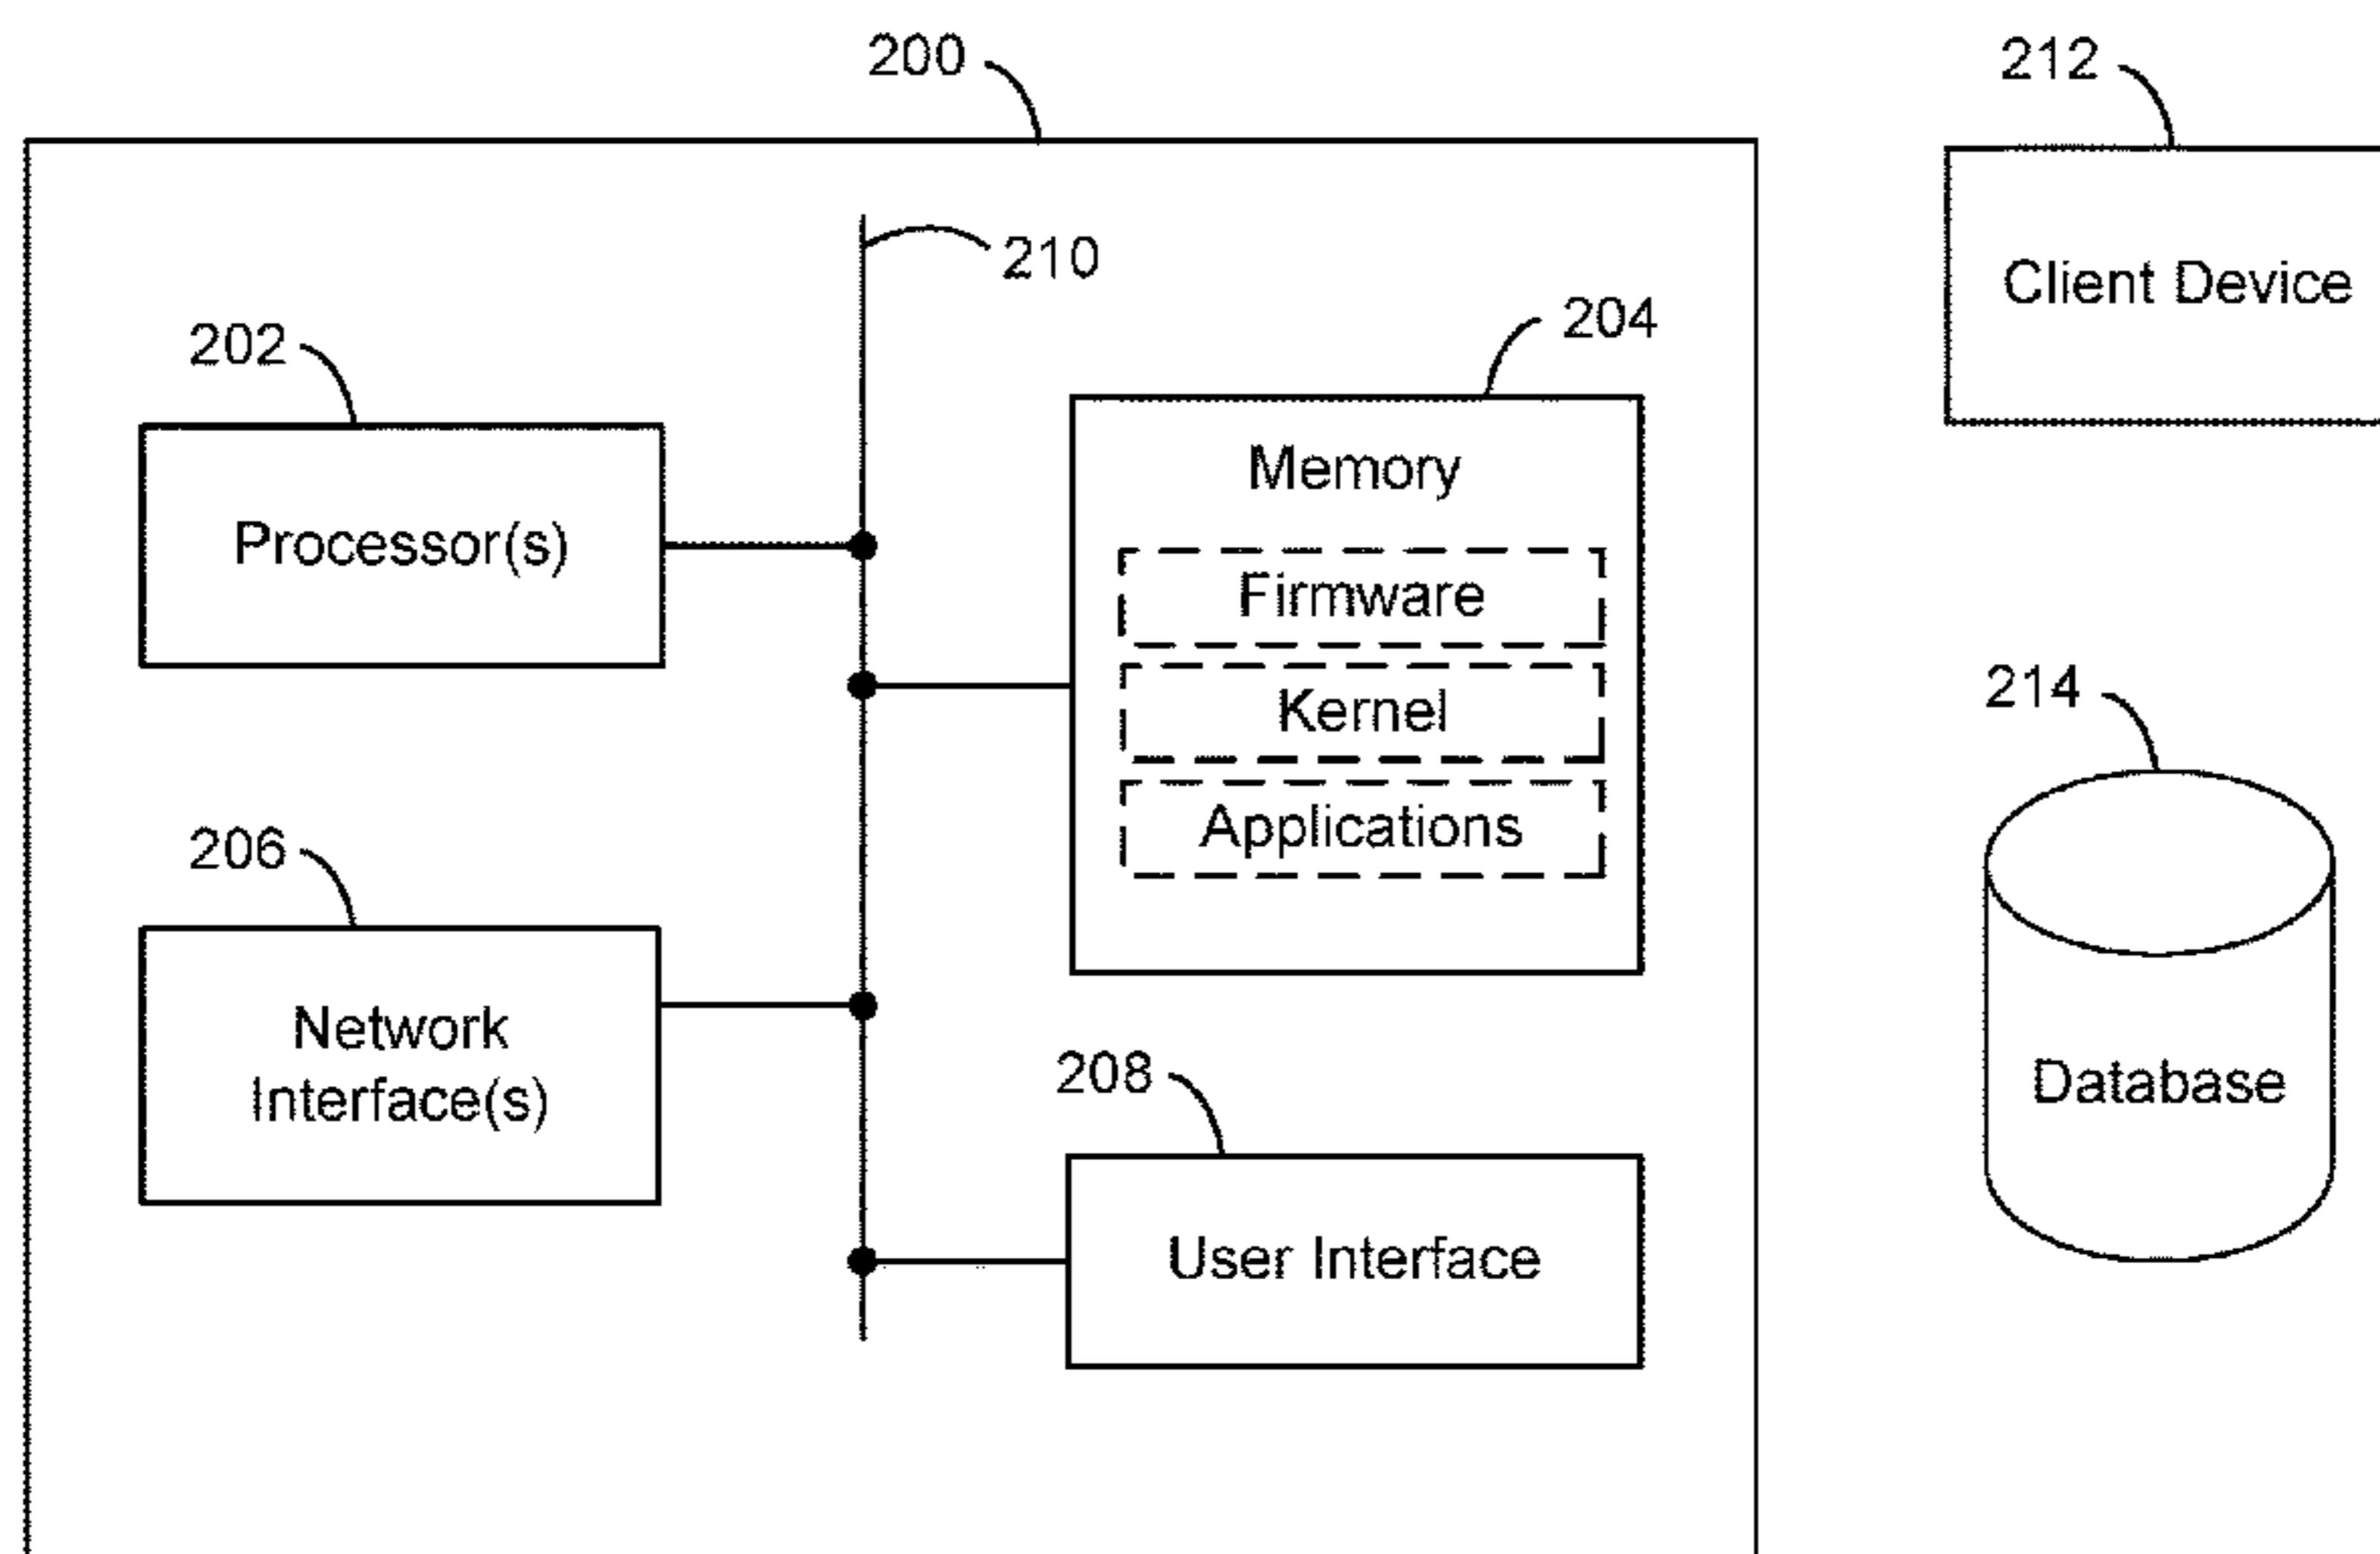 200
212
210
Client Device
204
202
Memory
Processor(s)
Firmware
Kernel
214
Applications
206
Network
Interface(s)
208
Database
User Interface